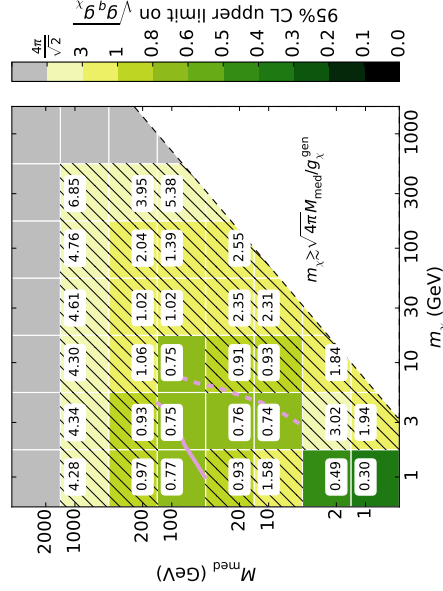 2000
1000
200
100
20
10
2
1
M_med (GeV)
4.28 4.34 4.30 4.61 4.76 6.85
0.97 0.93 1.06 1.02 2.04 3.95
0.77 0.75 0.75 1.02 1.39 5.38
0.93 0.76 0.91 2.35 2.55
1.58 0.74 0.93 2.31
0.49 3.02 1.84
0.30 1.94
m_χ ≳ √4π M_med/g_χ^gen
1 3 10 30 100 300 1000
m_χ (GeV)
4π/√2
3
1
0.8
0.6
0.5
0.4
0.3
0.2
0.1
0.0
95% CL upper limit on √g_q g_χ